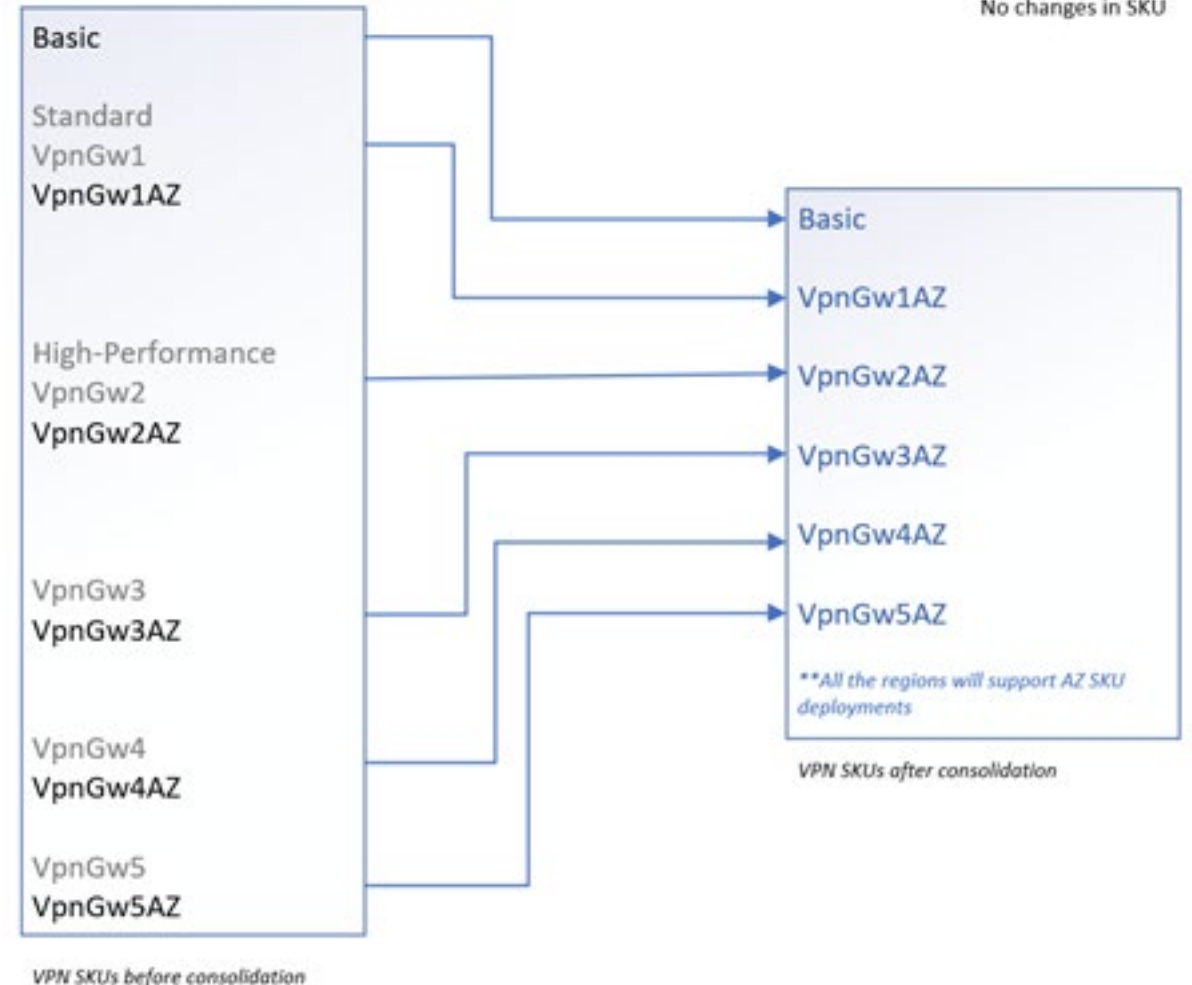 No changes in SKU
Basic
Standard
VpnGw1
VpnGw1AZ
High-Performance
VpnGw2
VpnGw2AZ
VpnGw3
VpnGw3AZ
VpnGw4
VpnGw4AZ
VpnGw5
VpnGw5AZ
VPN SKUs before consolidation
Basic
VpnGw1AZ
VpnGw2AZ
VpnGw3AZ
VpnGw4AZ
VpnGw5AZ
**All the regions will support AZ SKU
deployments
VPN SKUs after consolidation